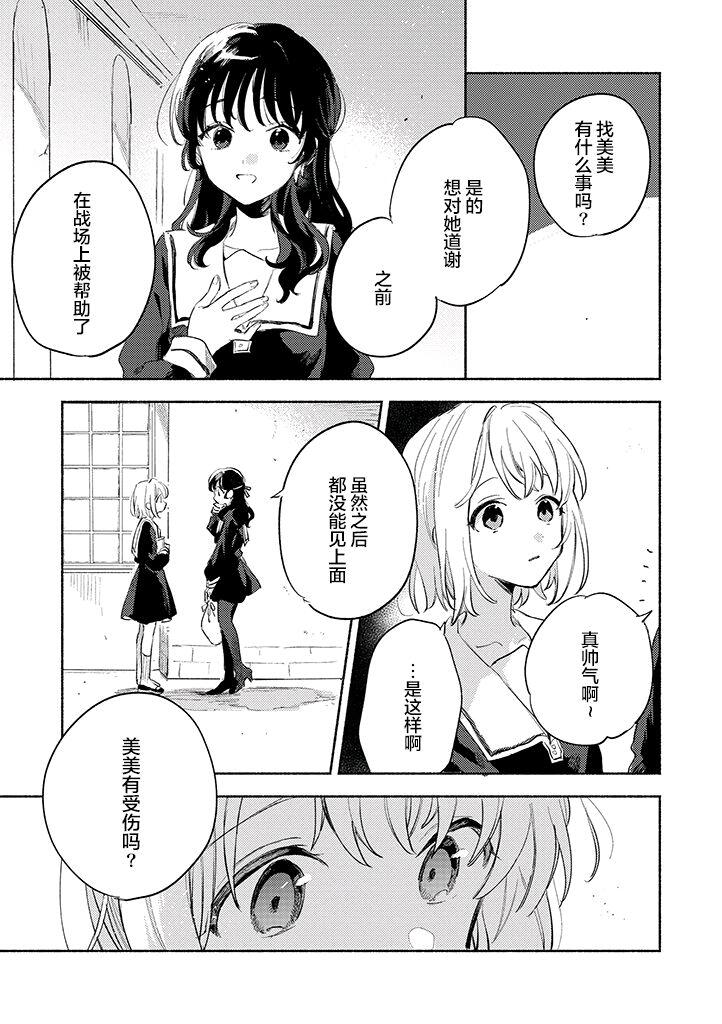 找美美
有什么事吗？
是的
想对她道谢
之前
在战场上被帮助了
真帅气啊~
…是这样啊
虽然之后
都没能见上面
美美有受伤吗？